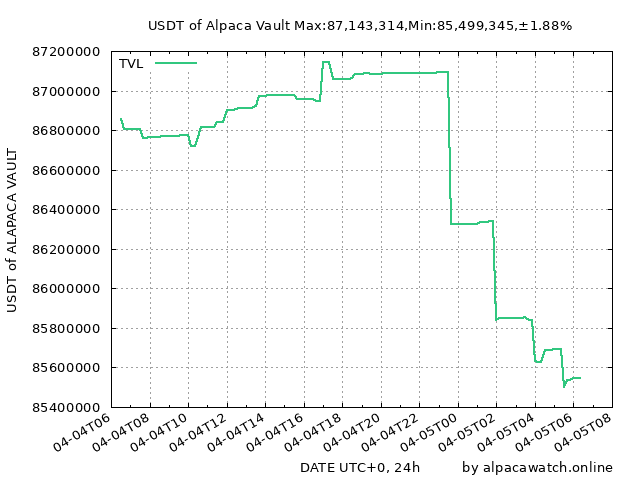 USDT of Alpaca Vault Max:87,143,314,Min:85,499,345,±1.88%
TVL
87200000
87000000
86800000
86600000
86400000
86200000
86000000
85800000
85600000
85400000
USDT of ALAPACA VAULT
04-04T06
04-04T08
04-04T10
04-04T12
04-04T14
04-04T16
04-04T18
04-04T20
04-04T22
04-05T00
04-05T02
04-05T04
04-05T06
04-05T08
DATE UTC+0, 24h
by alpacawatch.online